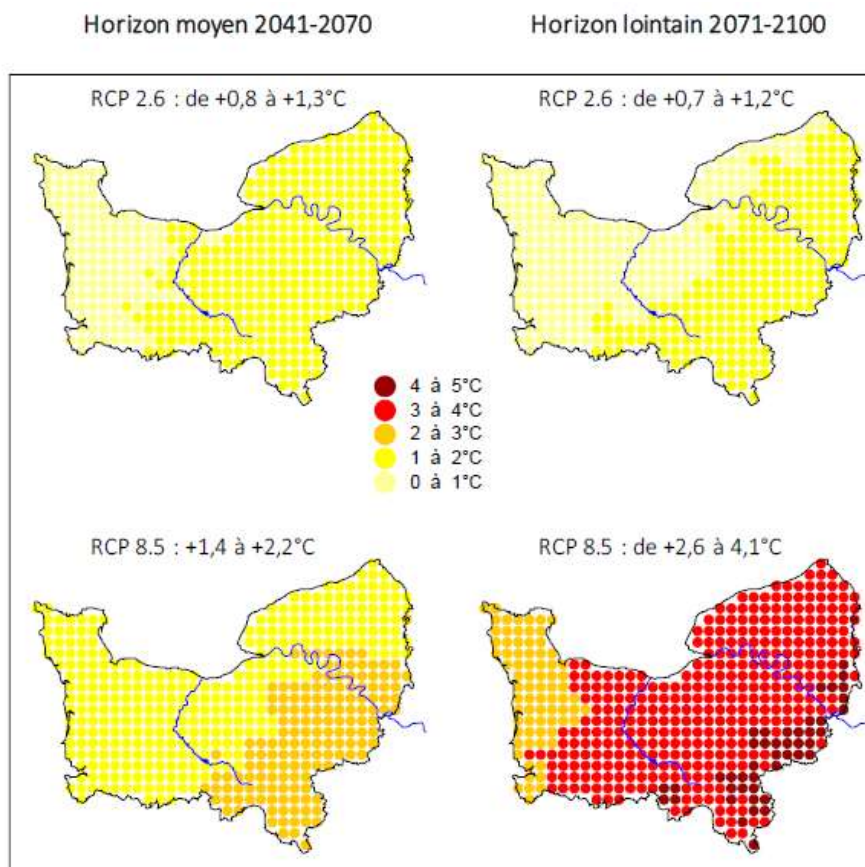 Horizon moyen 2041-2070
Horizon lointain 2071-2100
RCP 2.6 : de +0,8 à +1,3°C
RCP 2.6 : de +0,7 à +1,2°C
4 à 5°C
3 à 4°C
2 à 3°C
1 à 2°C
0 à 1°C
RCP 8.5 : +1,4 à +2,2°C
RCP 8.5 : de +2,6 à 4,1°C